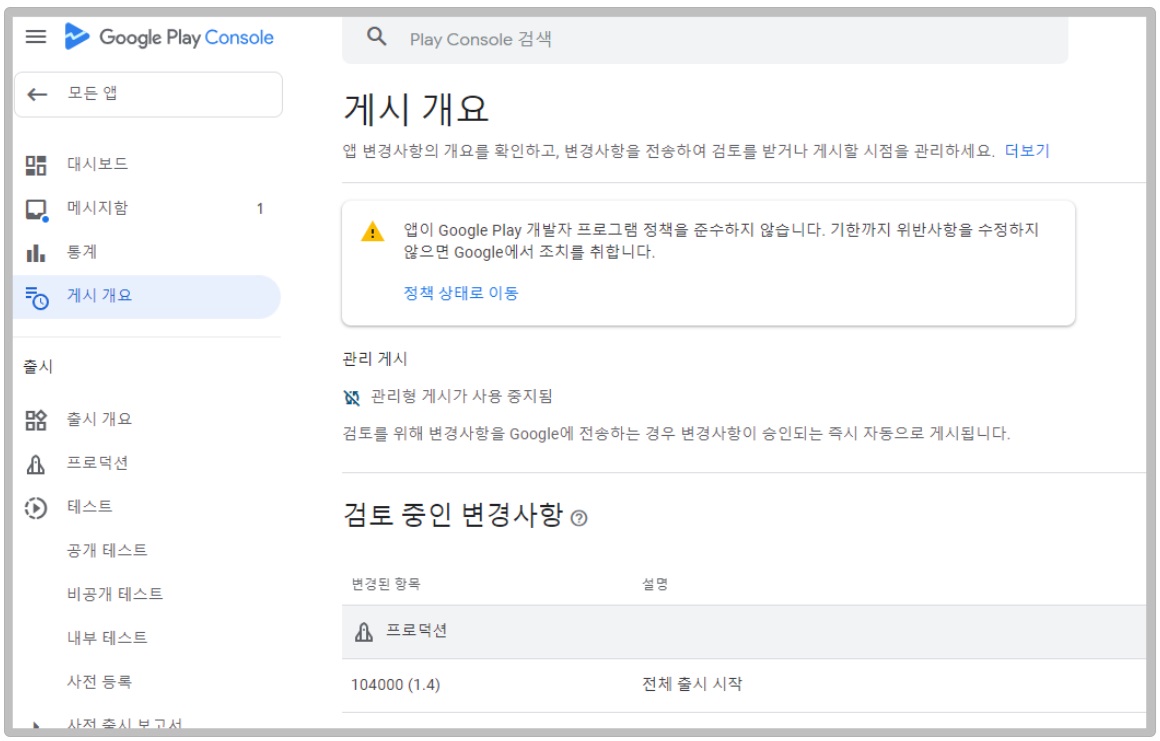 Google Play Console
Play Console 검색
모든 앱
대시보드
메시지함 1
통계
게시 개요
출시
출시 개요
프로덕션
테스트
공개 테스트
비공개 테스트
내부 테스트
사전 등록
사전 출시 보고서
게시 개요
앱 변경사항의 개요를 확인하고, 변경사항을 전송하여 검토를 받거나 게시할 시점을 관리하세요. 더보기
앱이 Google Play 개발자 프로그램 정책을 준수하지 않습니다. 기한까지 위반사항을 수정하지
않으면 Google에서 조치를 취합니다.
정책 상태로 이동
관리 게시
관리형 게시가 사용 중지됨
검토를 위해 변경사항을 Google에 전송하는 경우 변경사항이 승인되는 즉시 자동으로 게시됩니다.
검토 중인 변경사항
변경된 항목 설명
프로덕션
104000 (1.4) 전체 출시 시작